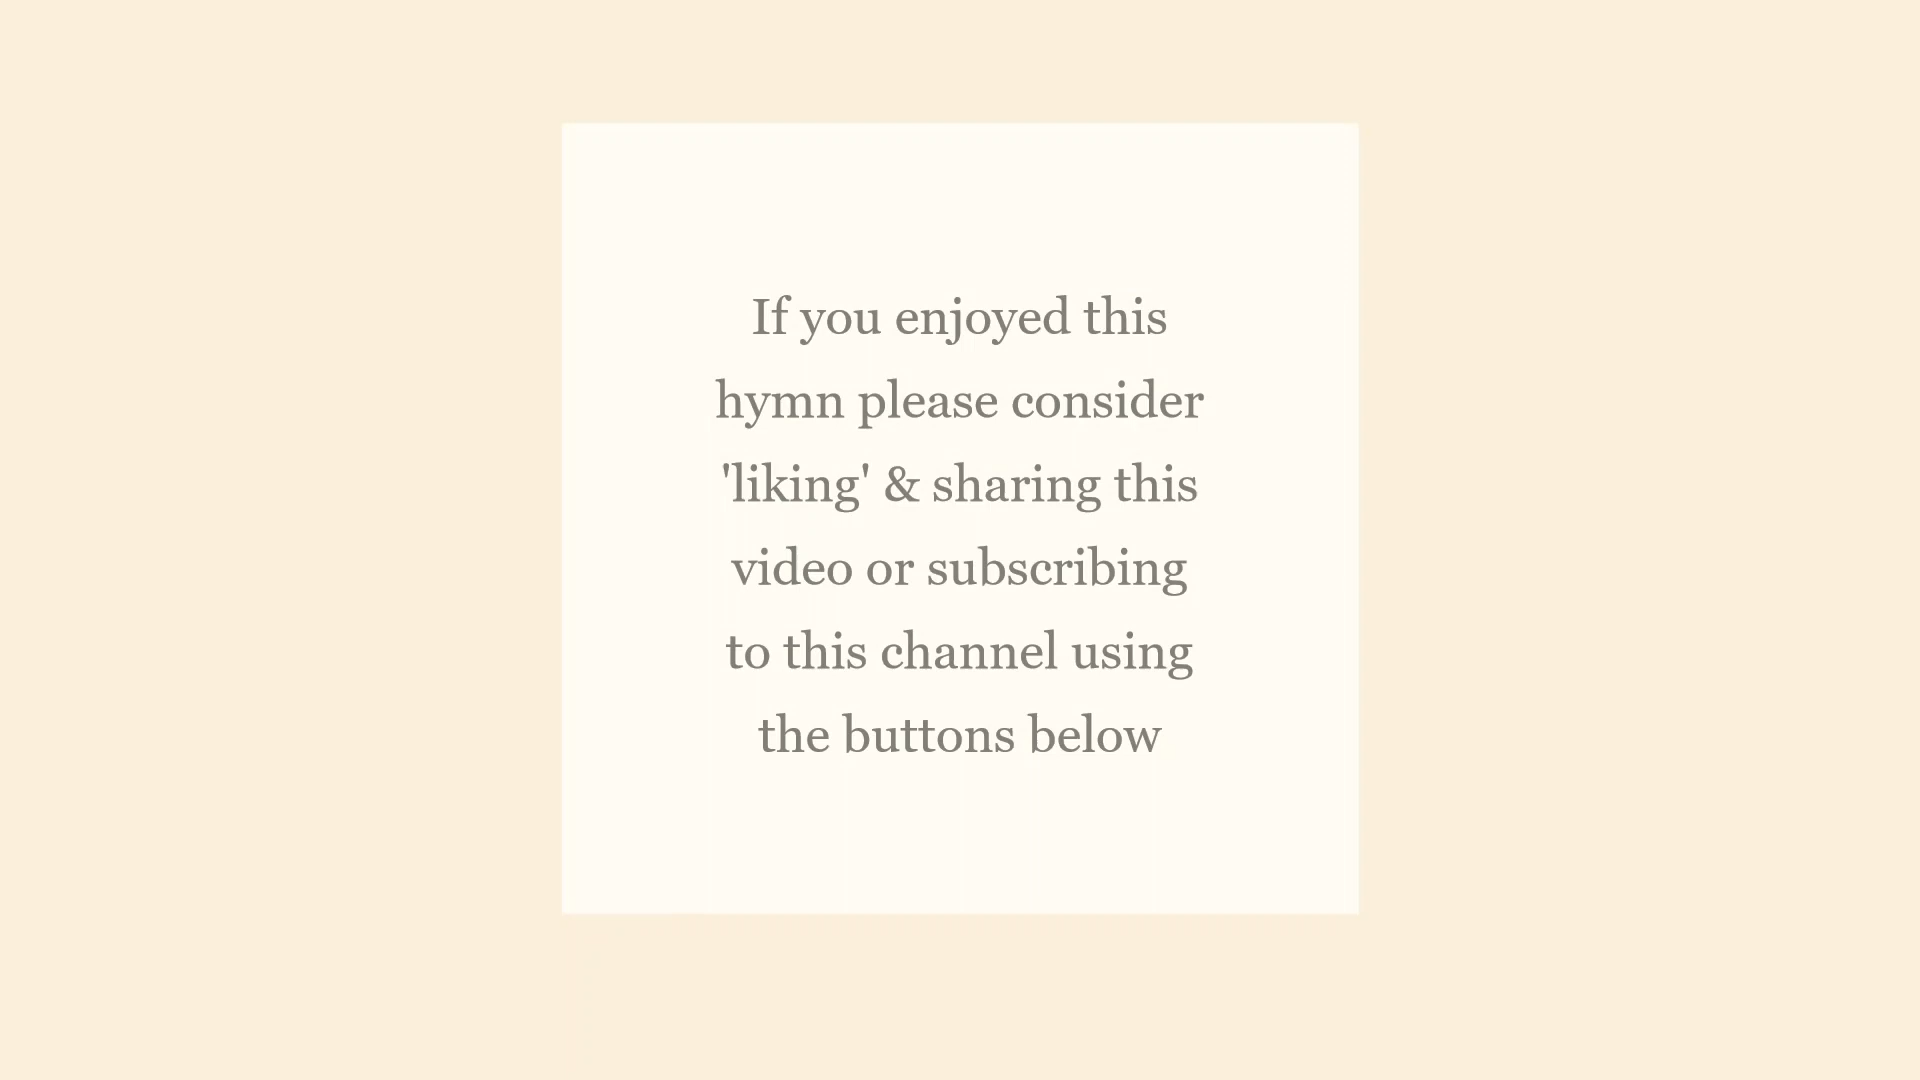 If you enjoyed this
hymn please consider
'liking' & sharing this
video or subscribing
to this channel using
the buttons below